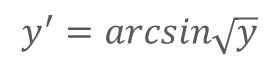 y′ = arcsin√y